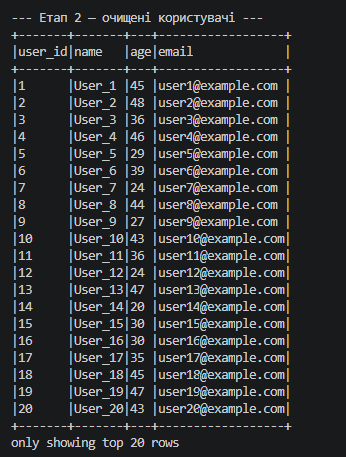 --- Етап 2 — очищені користувачі ---
+-------+-------+---+------------------+
|user_id|name   |age|email             |
+-------+-------+---+------------------+
|1      |User_1 |45 |user1@example.com |
|2      |User_2 |48 |user2@example.com |
|3      |User_3 |36 |user3@example.com |
|4      |User_4 |46 |user4@example.com |
|5      |User_5 |29 |user5@example.com |
|6      |User_6 |39 |user6@example.com |
|7      |User_7 |24 |user7@example.com |
|8      |User_8 |44 |user8@example.com |
|9      |User_9 |27 |user9@example.com |
|10     |User_10|43 |user10@example.com|
|11     |User_11|36 |user11@example.com|
|12     |User_12|24 |user12@example.com|
|13     |User_13|47 |user13@example.com|
|14     |User_14|20 |user14@example.com|
|15     |User_15|30 |user15@example.com|
|16     |User_16|30 |user16@example.com|
|17     |User_17|35 |user17@example.com|
|18     |User_18|45 |user18@example.com|
|19     |User_19|47 |user19@example.com|
|20     |User_20|43 |user20@example.com|
+-------+-------+---+------------------+
only showing top 20 rows